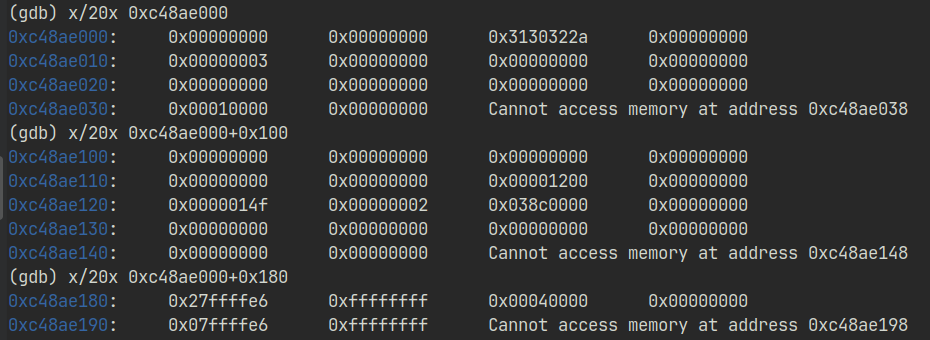 (gdb) x/20x 0xc48ae000
0xc48ae000: 0x00000000 0x00000000 0x3130322a 0x00000000
0xc48ae010: 0x00000003 0x00000000 0x00000000 0x00000000
0xc48ae020: 0x00000000 0x00000000 0x00000000 0x00000000
0xc48ae030: 0x00010000 0x00000000 Cannot access memory at address 0xc48ae038
(gdb) x/20x 0xc48ae000+0x100
0xc48ae100: 0x00000000 0x00000000 0x00000000 0x00000000
0xc48ae110: 0x00000000 0x00000000 0x00001200 0x00000000
0xc48ae120: 0x0000014f 0x00000002 0x038c0000 0x00000000
0xc48ae130: 0x00000000 0x00000000 0x00000000 0x00000000
0xc48ae140: 0x00000000 0x00000000 Cannot access memory at address 0xc48ae148
(gdb) x/20x 0xc48ae000+0x180
0xc48ae180: 0x27ffffe6 0xffffffff 0x00040000 0x00000000
0xc48ae190: 0x07ffffe6 0xffffffff Cannot access memory at address 0xc48ae198